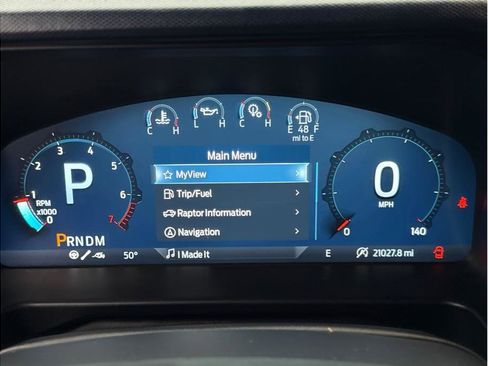 C H L H C H E 48 F
mi to E
Main Menu
MyView
Trip/Fuel
Raptor Information
Navigation
1 2 3 4 5 6 7
RPM
x1000
0
P
0
MPH
0 140
PRNDM
50° I Made It E 21027.8 mi